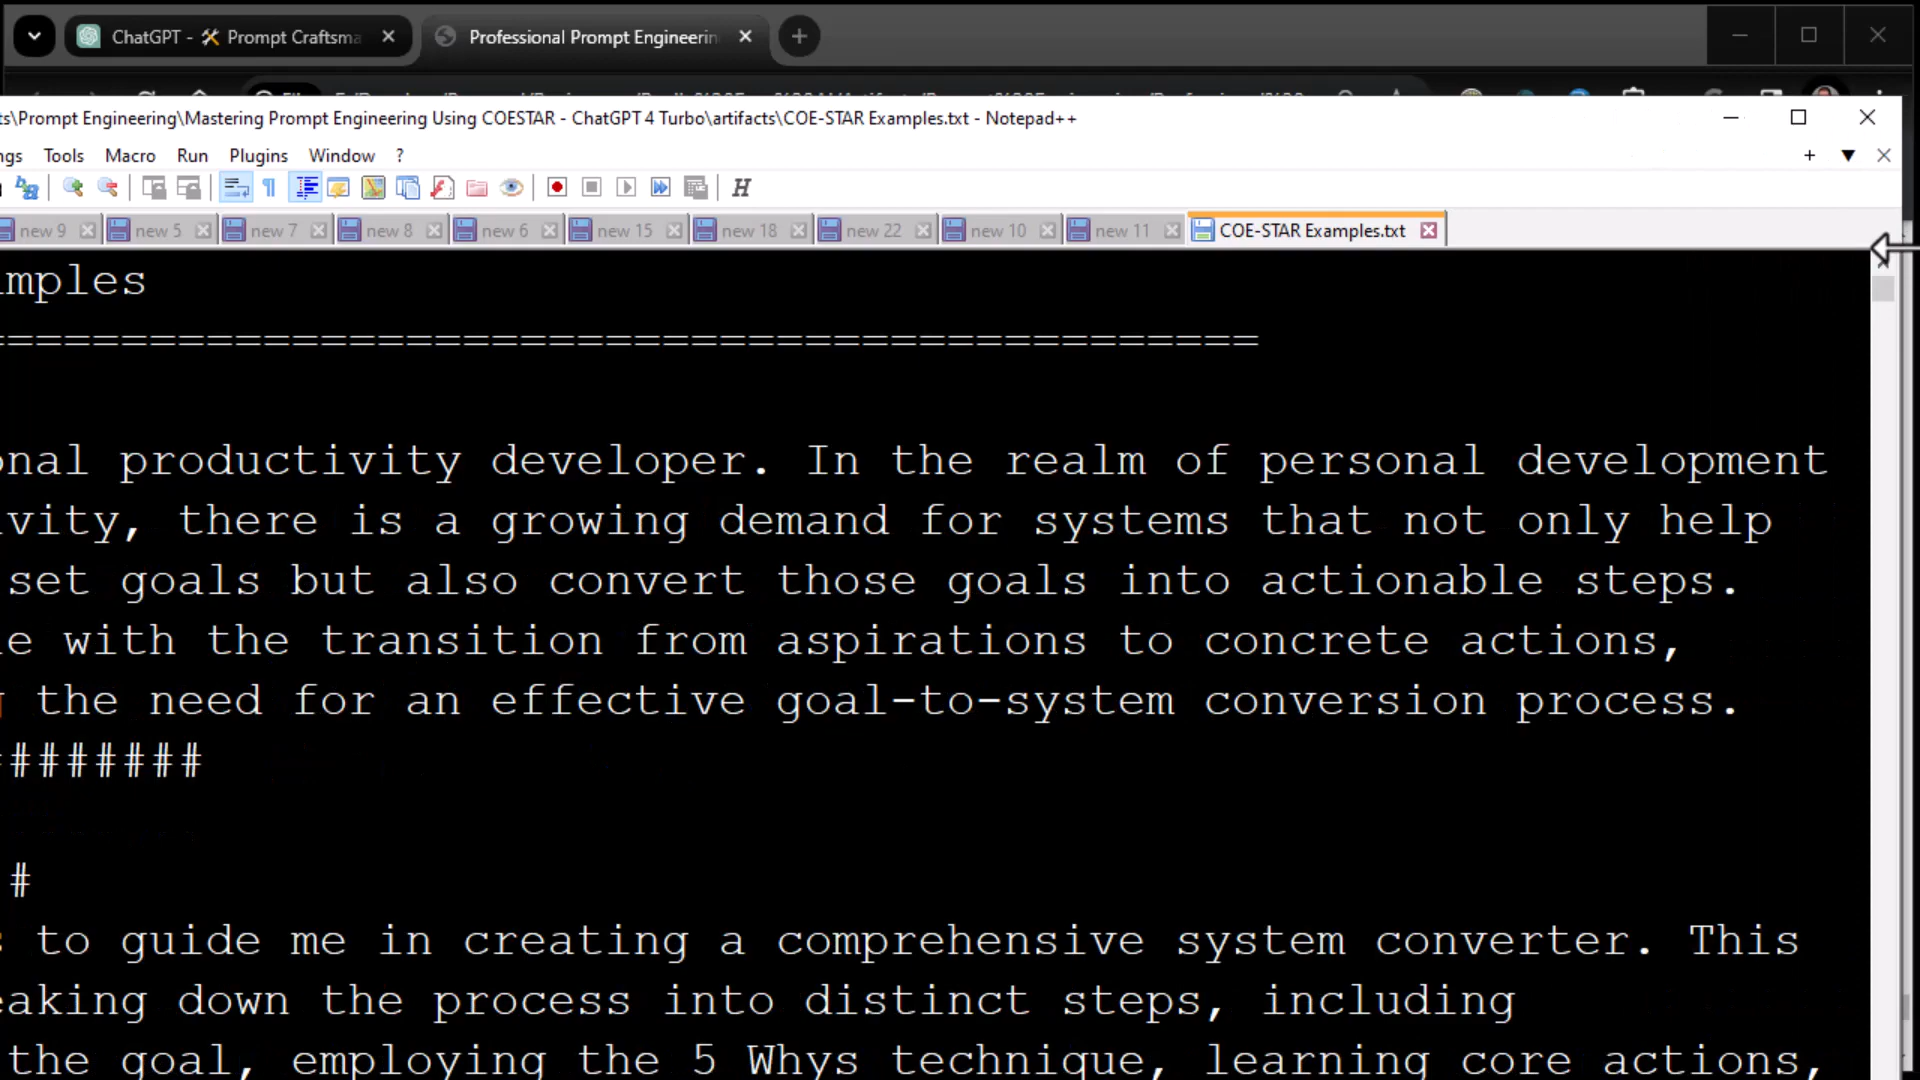 ChatGPT - 🛠 Prompt Craftsma
Professional Prompt Engineerin
ts\Prompt Engineering\Mastering Prompt Engineering Using COESTAR - ChatGPT 4 Turbo\artifacts\COE-STAR Examples.txt - Notepad++
ngs Tools Macro Run Plugins Window ?
new 9 new 5 new 7 new 8 new 6 new 15 new 18 new 22 new 10 new 11 COE-STAR Examples.txt
mples
============================================
onal productivity developer. In the realm of personal development
vity, there is a growing demand for systems that not only help
set goals but also convert those goals into actionable steps.
e with the transition from aspirations to concrete actions,
g the need for an effective goal-to-system conversion process.
#######
#
s to guide me in creating a comprehensive system converter. This
eaking down the process into distinct steps, including
the goal, employing the 5 Whys technique, learning core actions,